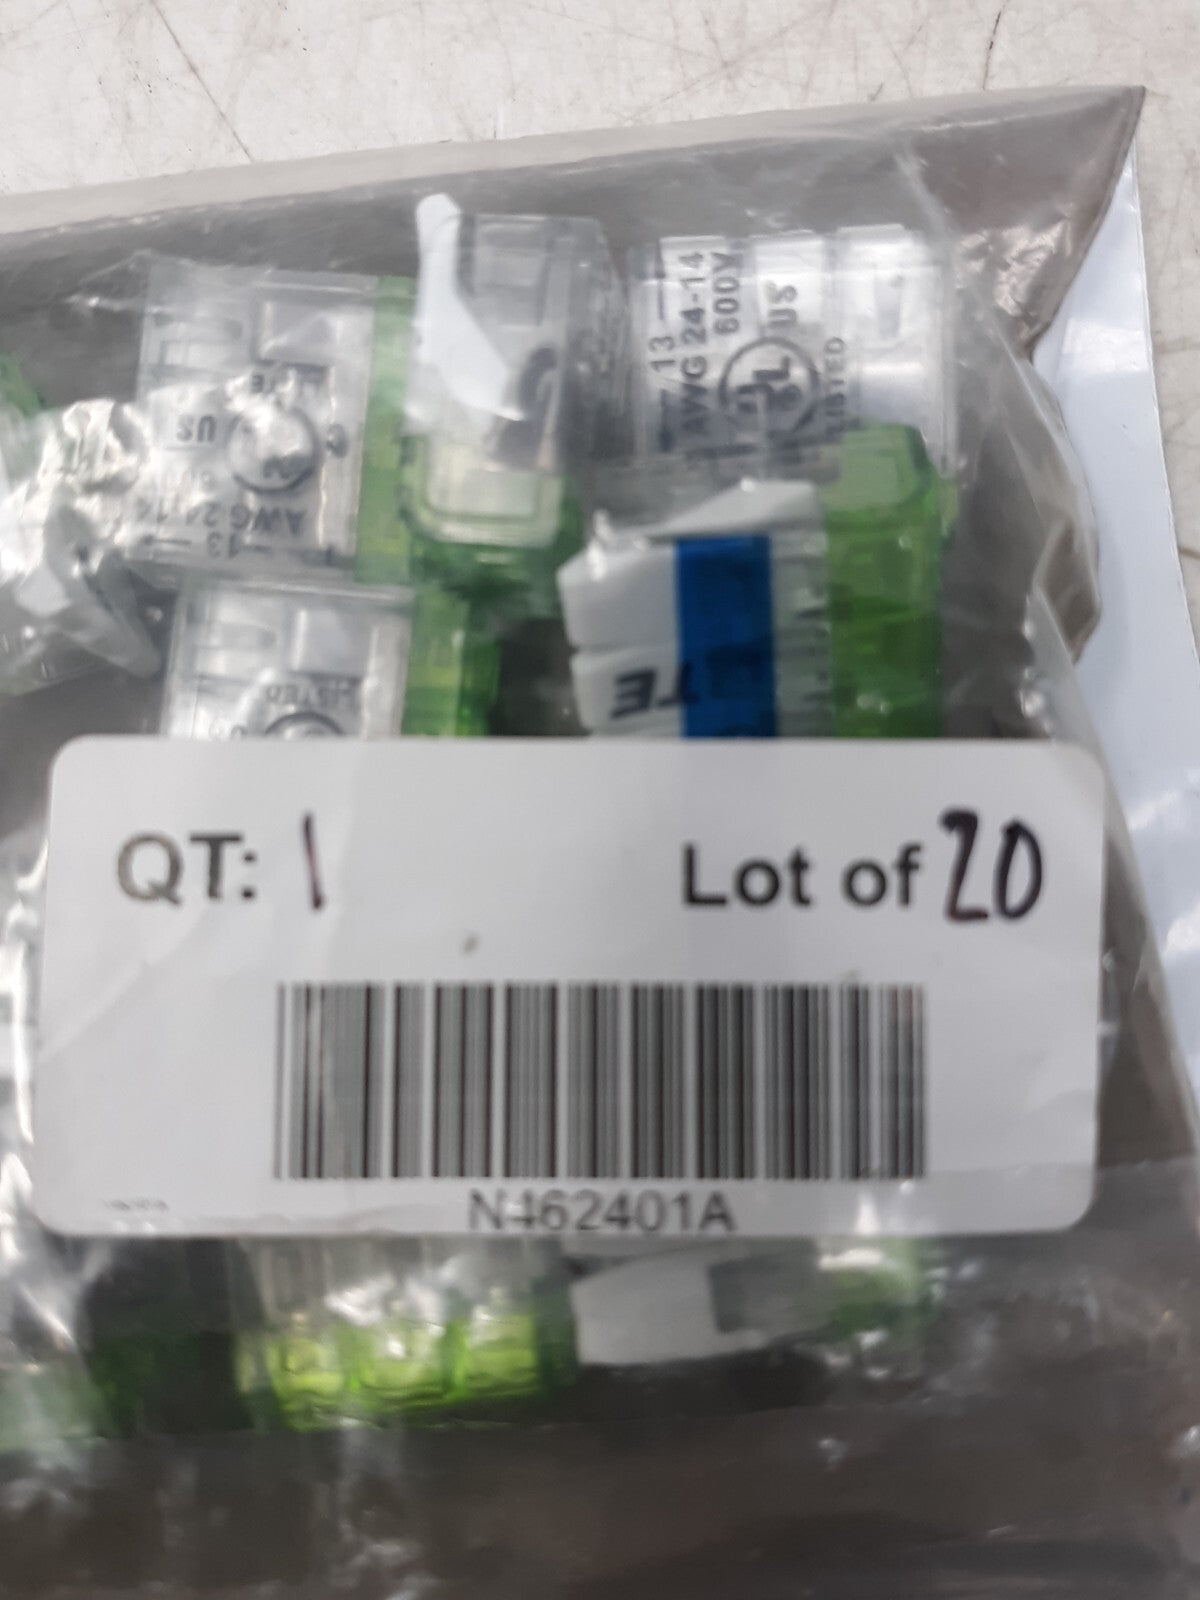 13
AWG 24-14
600V
US
LISTED
US
AWG 24-14
13
LISTED
TE
QT: 1
Lot of 20
N462401A